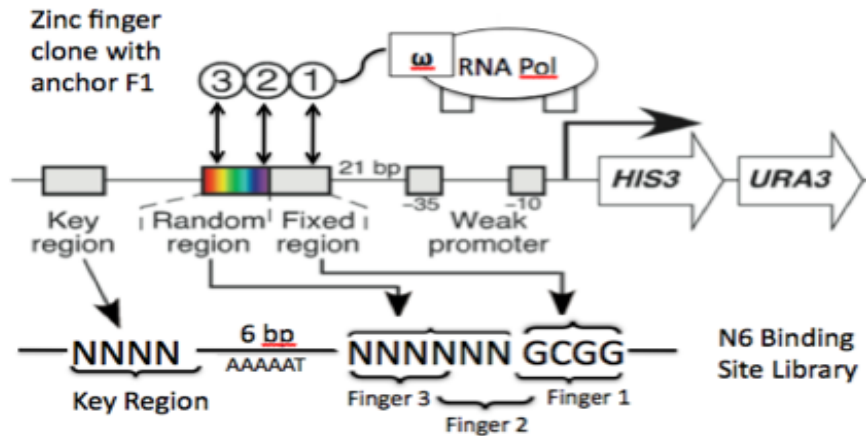 Zinc finger
clone with
anchor F1
3 2 1
ω RNA Pol
21 bp
-35 -10
HIS3 URA3
Key
region
Random
region
Fixed
region
Weak
promoter
NNNN
6 bp
AAAAAT
NNNNNN GCGG
Key Region
Finger 3
Finger 2
Finger 1
N6 Binding
Site Library